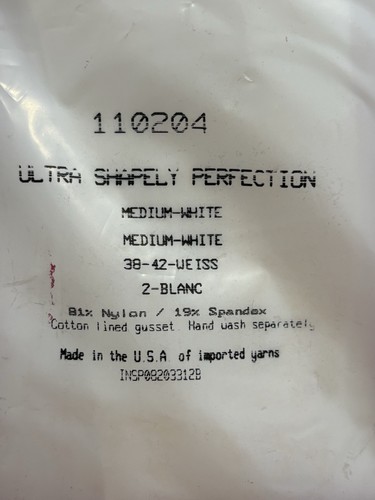 110204
ULTRA SHAPELY PERFECTION
MEDIUM-WHITE
MEDIUM-WHITE
38-42-WEISS
2-BLANC
81% Nylon / 19% Spandex
Cotton lined gusset. Hand wash separately
Made in the U.S.A. of imported yarns
INSP08203312B